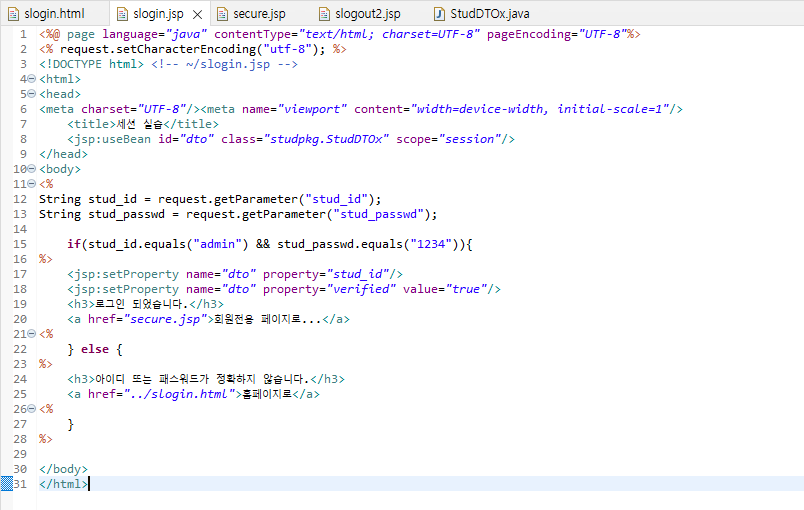 slogin.html slogin.jsp secure.jsp slogout2.jsp StudDTOx.java
1 <%@ page language="java" contentType="text/html; charset=UTF-8" pageEncoding="UTF-8"%>
2 <% request.setCharacterEncoding("utf-8"); %>
3 <!DOCTYPE html> <!-- ~/slogin.jsp -->
4 <html>
5 <head>
6 <meta charset="UTF-8"/><meta name="viewport" content="width=device-width, initial-scale=1"/>
7     <title>세션 실습</title>
8     <jsp:useBean id="dto" class="studpkg.StudDTOx" scope="session"/>
9 </head>
10 <body>
11 <%
12 String stud_id = request.getParameter("stud_id");
13 String stud_passwd = request.getParameter("stud_passwd");
14
15     if(stud_id.equals("admin") && stud_passwd.equals("1234")){
16 %>
17     <jsp:setProperty name="dto" property="stud_id"/>
18     <jsp:setProperty name="dto" property="verified" value="true"/>
19     <h3>로그인 되었습니다.</h3>
20     <a href="secure.jsp">회원전용 페이지로...</a>
21 <%
22     } else {
23 %>
24     <h3>아이디 또는 패스워드가 정확하지 않습니다.</h3>
25     <a href="../slogin.html">홈페이지로</a>
26 <%
27     }
28 %>
29
30 </body>
31 </html>